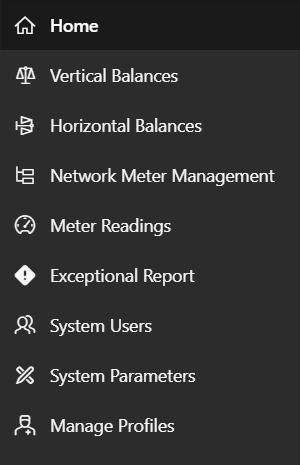 Home
Vertical Balances
Horizontal Balances
Network Meter Management
Meter Readings
Exceptional Report
System Users
System Parameters
Manage Profiles